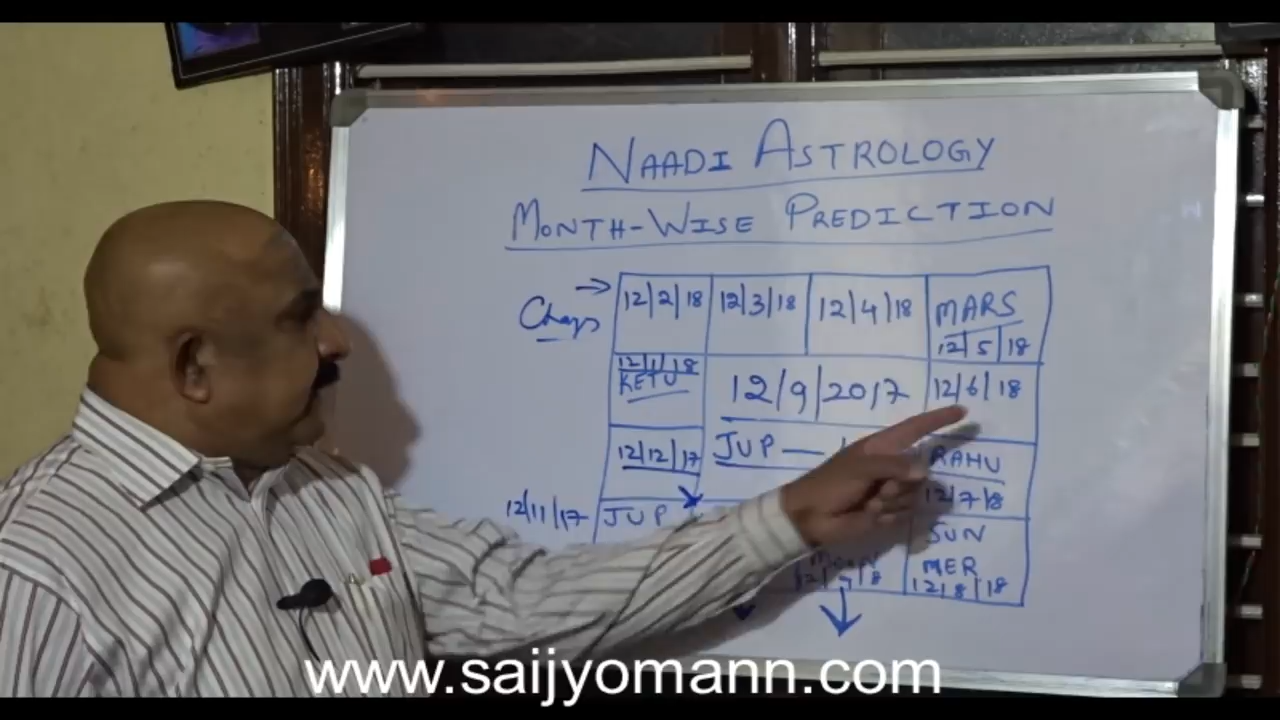 NAADI ASTROLOGY
MONTH-WISE PREDICTION
12/2/18 12/3/18 12/4/18 MARS
12/5/18
12/1/18
KETU 12/9/2017 12/6/18
12/12/17 JUP — RAHU
12/7/18
12/11/17 JUP SUN
MER
12/8/18
www.saijyomann.com